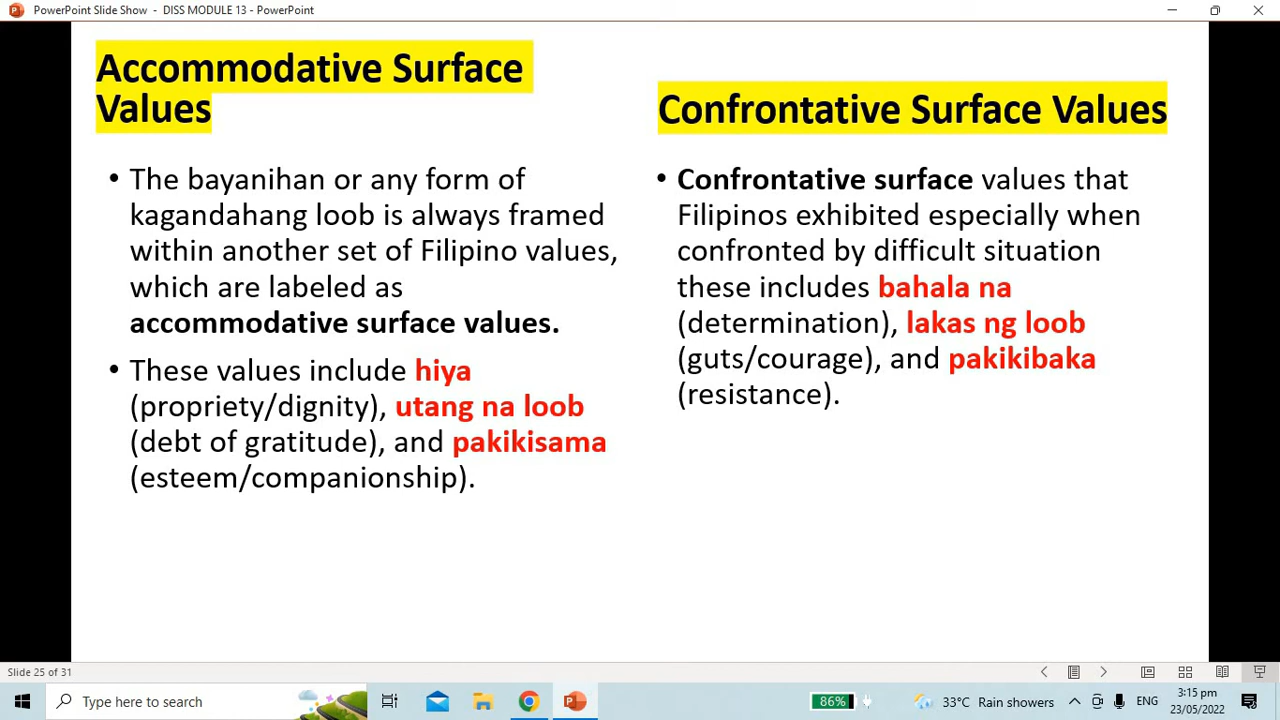 PowerPoint Slide Show - DISS MODULE 13 - PowerPoint
Accommodative Surface
Values
• The bayanihan or any form of
kagandahang loob is always framed
within another set of Filipino values,
which are labeled as
accommodative surface values.
• These values include hiya
(propriety/dignity), utang na loob
(debt of gratitude), and pakikisama
(esteem/companionship).
Confrontative Surface Values
• Confrontative surface values that
Filipinos exhibited especially when
confronted by difficult situation
these includes bahala na
(determination), lakas ng loob
(guts/courage), and pakikibaka
(resistance).
Slide 25 of 31
Type here to search
86%
33°C Rain showers
ENG
3:15 pm
23/05/2022